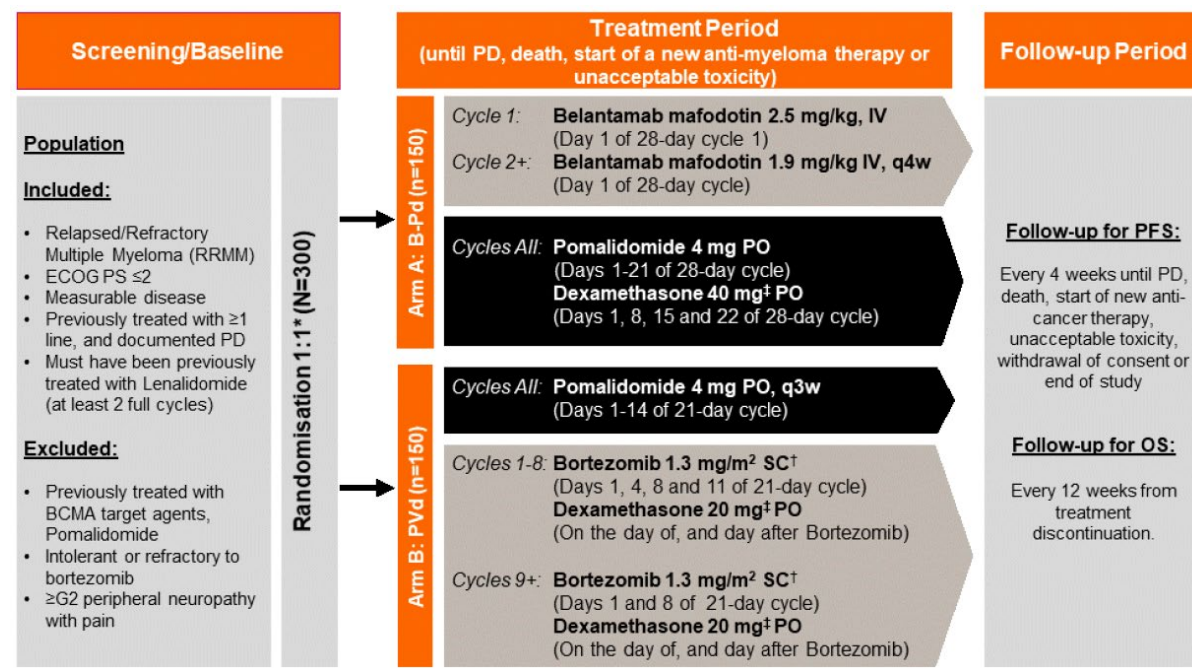 Screening/Baseline
Population
Included:
• Relapsed/Refractory
Multiple Myeloma (RRMM)
• ECOG PS ≤2
• Measurable disease
• Previously treated with ≥1
line, and documented PD
• Must have been previously
treated with Lenalidomide
(at least 2 full cycles)
Excluded:
• Previously treated with
BCMA target agents,
Pomalidomide
• Intolerant or refractory to
bortezomib
• ≥G2 peripheral neuropathy
with pain
Randomisation 1:1* (N=300)
Treatment Period
(until PD, death, start of a new anti-myeloma therapy or
unacceptable toxicity)
Arm A: B-Pd (n=150)
Cycle 1: Belantamab mafodotin 2.5 mg/kg, IV
(Day 1 of 28-day cycle 1)
Cycle 2+: Belantamab mafodotin 1.9 mg/kg IV, q4w
(Day 1 of 28-day cycle)
Cycles All: Pomalidomide 4 mg PO
(Days 1-21 of 28-day cycle)
Dexamethasone 40 mg‡ PO
(Days 1, 8, 15 and 22 of 28-day cycle)
Arm B: PVd (n=150)
Cycles All: Pomalidomide 4 mg PO, q3w
(Days 1-14 of 21-day cycle)
Cycles 1-8: Bortezomib 1.3 mg/m² SC†
(Days 1, 4, 8 and 11 of 21-day cycle)
Dexamethasone 20 mg‡ PO
(On the day of, and day after Bortezomib)
Cycles 9+: Bortezomib 1.3 mg/m² SC†
(Days 1 and 8 of 21-day cycle)
Dexamethasone 20 mg‡ PO
(On the day of, and day after Bortezomib)
Follow-up Period
Follow-up for PFS:
Every 4 weeks until PD,
death, start of new anti-
cancer therapy,
unacceptable toxicity,
withdrawal of consent or
end of study
Follow-up for OS:
Every 12 weeks from
treatment
discontinuation.